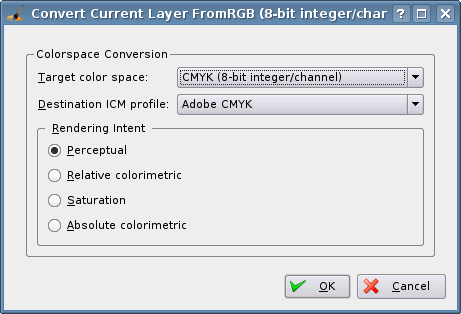 Convert Current Layer FromRGB (8-bit integer/char
Colorspace Conversion
Target color space: CMYK (8-bit integer/channel)
Destination ICM profile: Adobe CMYK
Rendering Intent
Perceptual
Relative colorimetric
Saturation
Absolute colorimetric
OK Cancel